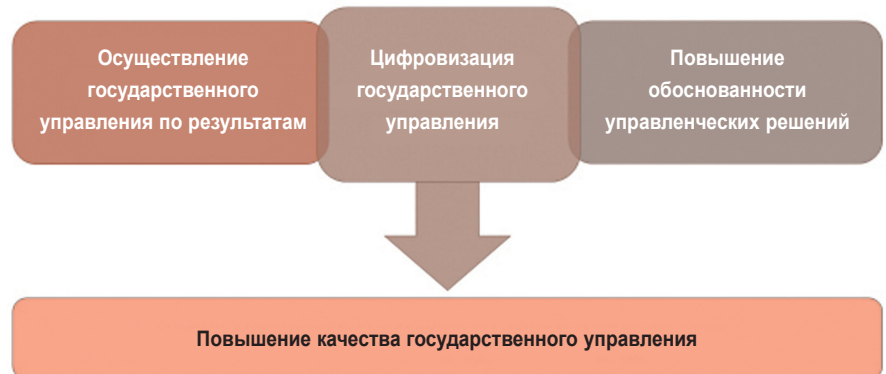 Осуществление
государственного
управления по результатам
Цифровизация
государственного
управления
Повышение
обоснованности
управленческих решений
Повышение качества государственного управления